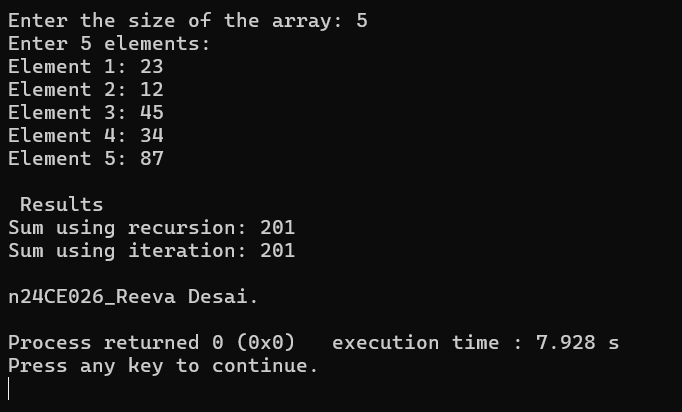 Enter the size of the array: 5
Enter 5 elements:
Element 1: 23
Element 2: 12
Element 3: 45
Element 4: 34
Element 5: 87
Results
Sum using recursion: 201
Sum using iteration: 201
n24CE026_Reeva Desai.
Process returned 0 (0x0)   execution time : 7.928 s
Press any key to continue.